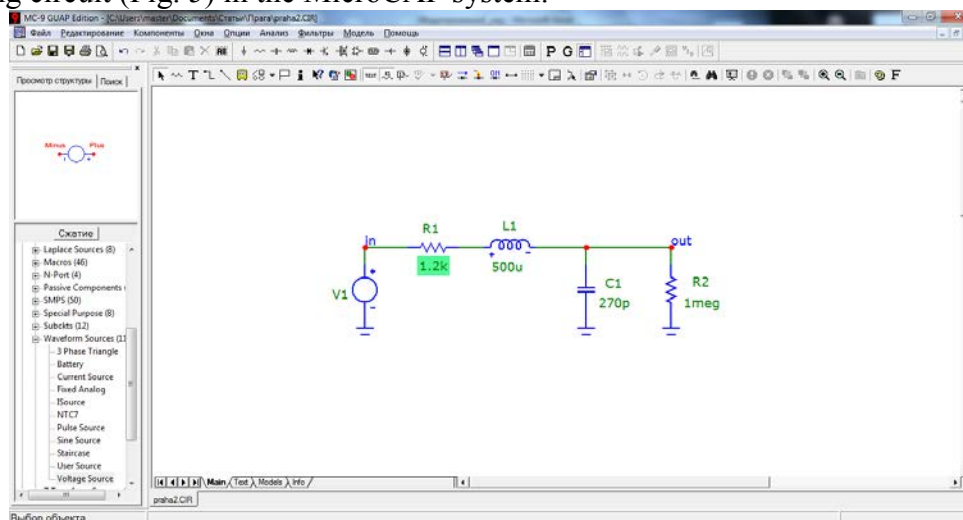 g circuit (Fig. 5) in the MicroCAP system.
MC-9 GUAP Edition - [C:\Users\master\Documents\Статьи\Прага\praha2.CIR]
Файл Редактирование Компоненты Окна Опции Анализ Фильтры Модель Помощь
Просмотр структуры Поиск
Minus Plus
Сжатие
Laplace Sources (8)
Macros (46)
N-Port (4)
Passive Components
SMPS (50)
Special Purpose (8)
Subckts (12)
Waveform Sources (11
3 Phase Triangle
Battery
Current Source
Fixed Analog
ISource
NTC7
Pulse Source
Sine Source
Staircase
User Source
Voltage Source
in
R1
1.2k
L1
500u
out
V1
C1
270p
R2
1meg
Main Text Models Info
praha2.CIR
Выбор объекта